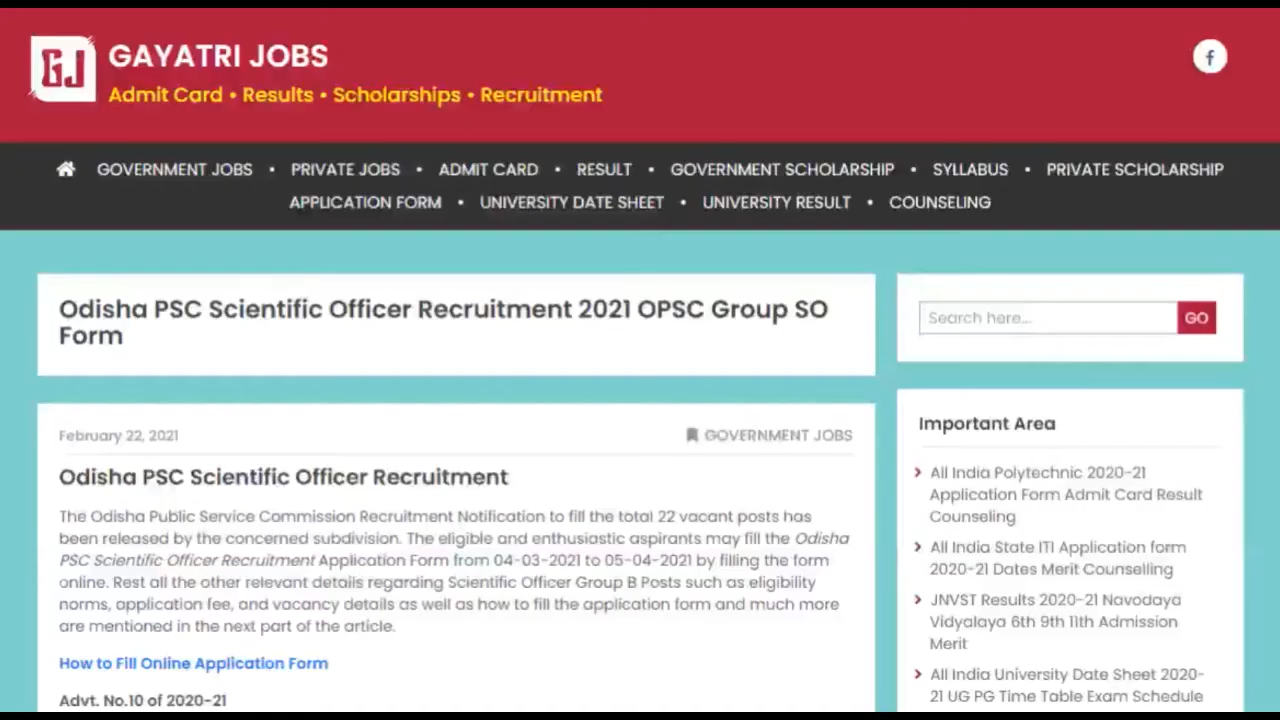 GJ
GAYATRI JOBS
Admit Card • Results • Scholarships • Recruitment
f
GOVERNMENT JOBS • PRIVATE JOBS • ADMIT CARD • RESULT • GOVERNMENT SCHOLARSHIP • SYLLABUS • PRIVATE SCHOLARSHIP
APPLICATION FORM • UNIVERSITY DATE SHEET • UNIVERSITY RESULT • COUNSELING
Odisha PSC Scientific Officer Recruitment 2021 OPSC Group SO
Form
February 22, 2021
GOVERNMENT JOBS
Odisha PSC Scientific Officer Recruitment
The Odisha Public Service Commission Recruitment Notification to fill the total 22 vacant posts has
been released by the concerned subdivision. The eligible and enthusiastic aspirants may fill the Odisha
PSC Scientific Officer Recruitment Application Form from 04-03-2021 to 05-04-2021 by filling the form
online. Rest all the other relevant details regarding Scientific Officer Group B Posts such as eligibility
norms, application fee, and vacancy details as well as how to fill the application form and much more
are mentioned in the next part of the article.
How to Fill Online Application Form
Advt. No.10 of 2020-21
Search here...
GO
Important Area
All India Polytechnic 2020-21
Application Form Admit Card Result
Counseling
All India State ITI Application form
2020-21 Dates Merit Counselling
JNVST Results 2020-21 Navodaya
Vidyalaya 6th 9th 11th Admission
Merit
All India University Date Sheet 2020-
21 UG PG Time Table Exam Schedule